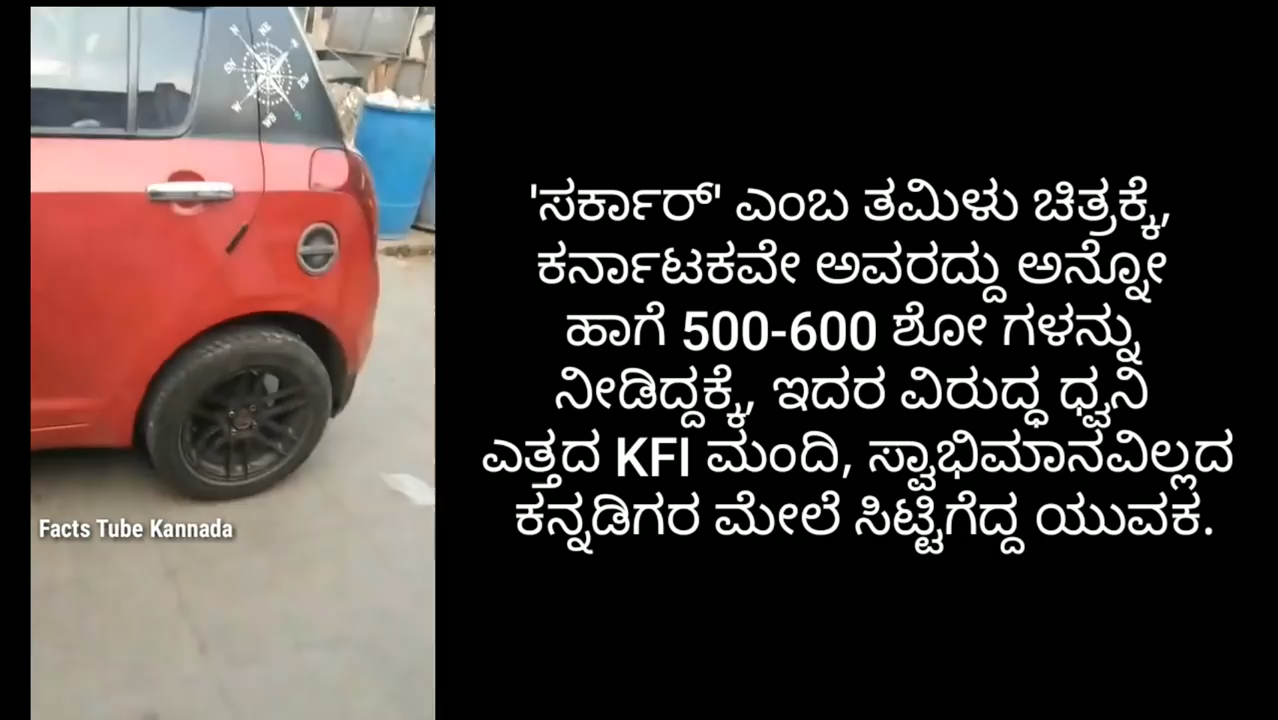 'ಸರ್ಕಾರ್' ಎಂಬ ತಮಿಳು ಚಿತ್ರಕ್ಕೆ,
ಕರ್ನಾಟಕವೇ ಅವರದ್ದು ಅನ್ನೋ
ಹಾಗೆ 500-600 ಶೋ ಗಳನ್ನು
ನೀಡಿದ್ದಕ್ಕೆ, ಇದರ ವಿರುದ್ಧ ಧ್ವನಿ
ಎತ್ತದ KFI ಮಂದಿ, ಸ್ವಾಭಿಮಾನವಿಲ್ಲದ
ಕನ್ನಡಿಗರ ಮೇಲೆ ಸಿಟ್ಟಿಗೆದ್ದ ಯುವಕ.
Facts Tube Kannada